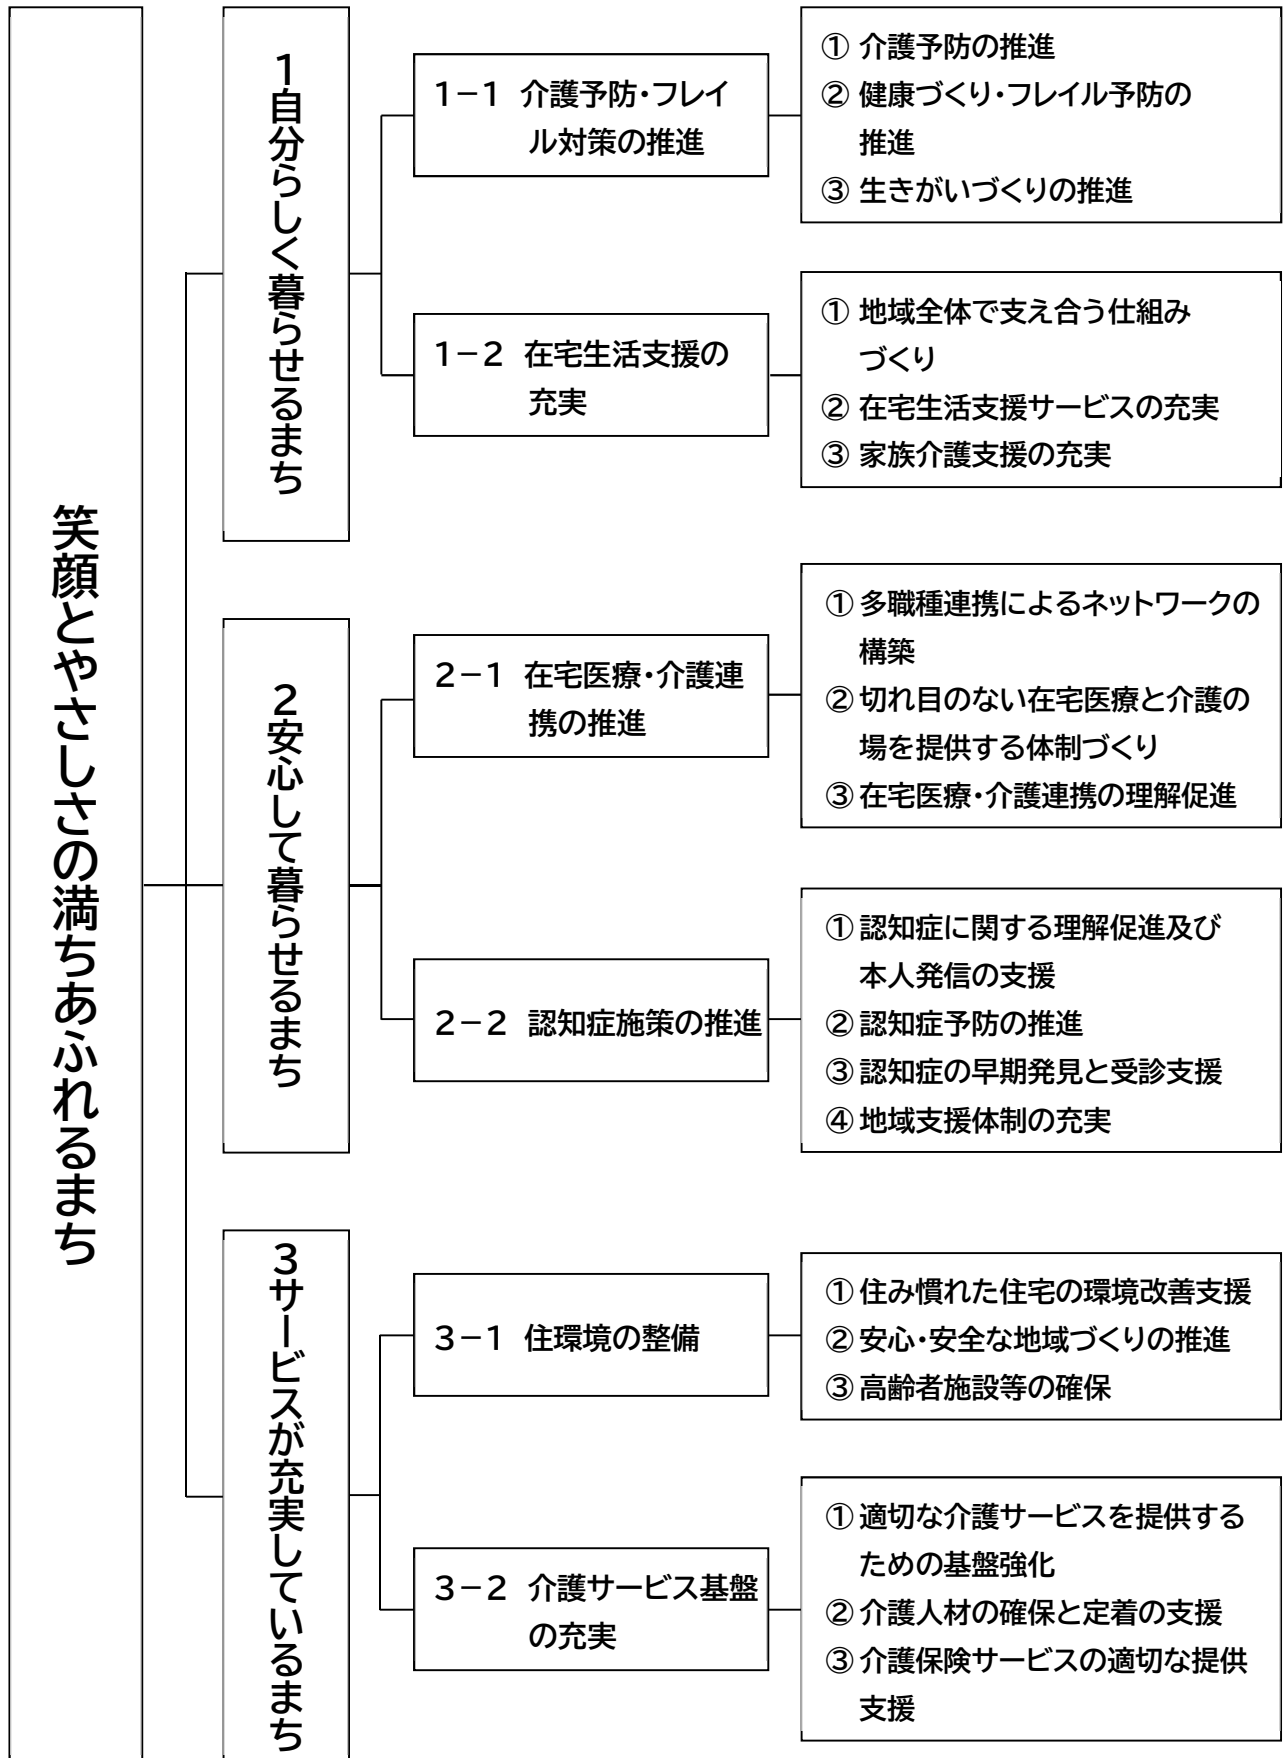 笑顔とやさしさの満ちあふれるまち
1自分らしく暮らせるまち
1－1 介護予防・フレイ
ル対策の推進
① 介護予防の推進
② 健康づくり・フレイル予防の
推進
③ 生きがいづくりの推進
1－2 在宅生活支援の
充実
① 地域全体で支え合う仕組み
づくり
② 在宅生活支援サービスの充実
③ 家族介護支援の充実
2安心して暮らせるまち
2－1 在宅医療・介護連
携の推進
① 多職種連携によるネットワークの
構築
② 切れ目のない在宅医療と介護の
場を提供する体制づくり
③ 在宅医療・介護連携の理解促進
2－2 認知症施策の推進
① 認知症に関する理解促進及び
本人発信の支援
② 認知症予防の推進
③ 認知症の早期発見と受診支援
④ 地域支援体制の充実
3サービスが充実しているまち
3－1 住環境の整備
① 住み慣れた住宅の環境改善支援
② 安心・安全な地域づくりの推進
③ 高齢者施設等の確保
3－2 介護サービス基盤
の充実
① 適切な介護サービスを提供する
ための基盤強化
② 介護人材の確保と定着の支援
③ 介護保険サービスの適切な提供
支援